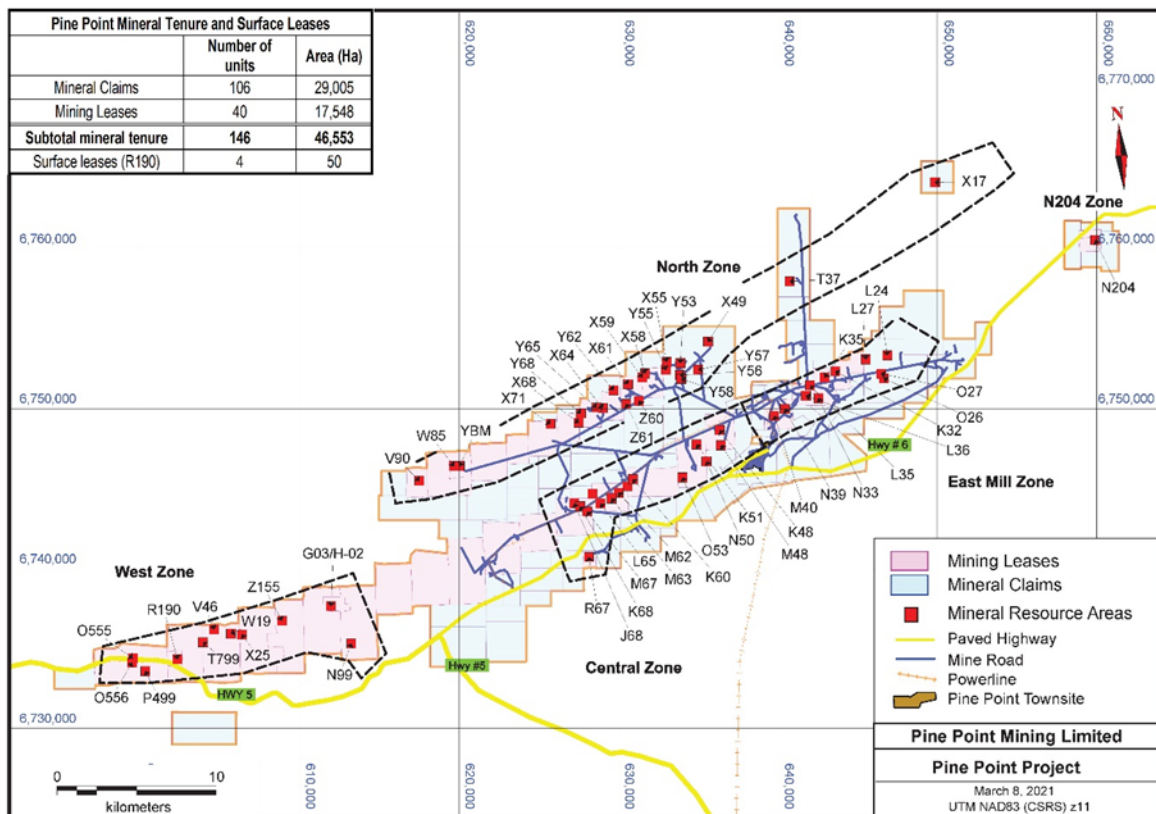 Pine Point Mineral Tenure and Surface Leases
Number of units Area (Ha)
Mineral Claims 106 29,005
Mining Leases 40 17,548
Subtotal mineral tenure 146 46,553
Surface leases (R190) 4 50
620,000
630,000
640,000
650,000
660,000
6,770,000
N
X17
N204 Zone
6,760,000
6,760,000
N204
North Zone
T37
L24
L27
K35
X55
Y53
X49
Y55
X59
X58
Y62
X61
Y65
X64
Y68
X68
X71
Y57
Y56
Y58
Z60
Z61
YBM
W85
V90
6,750,000
6,750,000
O27
O26
K32
L36
Hwy # 6
L35
East Mill Zone
N33
N39
M40
K48
M48
K51
N50
O53
K60
M62
M63
L65
M67
K68
J68
R67
Central Zone
6,740,000
6,740,000
West Zone
G03/H-02
Z155
V46
R190
W19
O555
T799
X25
N99
O556
P499
HWY 5
Hwy #5
6,730,000
6,730,000
610,000
620,000
630,000
640,000
0 10
kilometers
Mining Leases
Mineral Claims
Mineral Resource Areas
Paved Highway
Mine Road
Powerline
Pine Point Townsite
Pine Point Mining Limited
Pine Point Project
March 8, 2021
UTM NAD83 (CSRS) z11